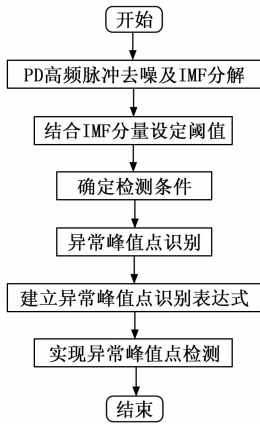 开始
PD高频脉冲去噪及IMF分解
结合IMF分量设定阈值
确定检测条件
异常峰值点识别
建立异常峰值点识别表达式
实现异常峰值点检测
结束